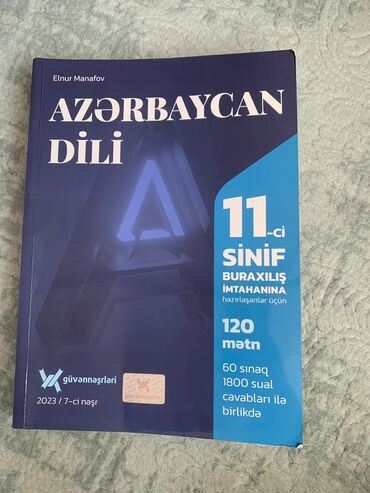 Elnur Manafov
AZƏRBAYCAN
DİLİ
11-ci
SİNİF
BURAXILIŞ
İMTAHANINA
hazırlaşanlar üçün
120
mətn
60 sınaq
1800 sual
cavabları ilə
birlikdə
güvənnəşrləri
2023 / 7-ci nəşr
güvənnəşrləri